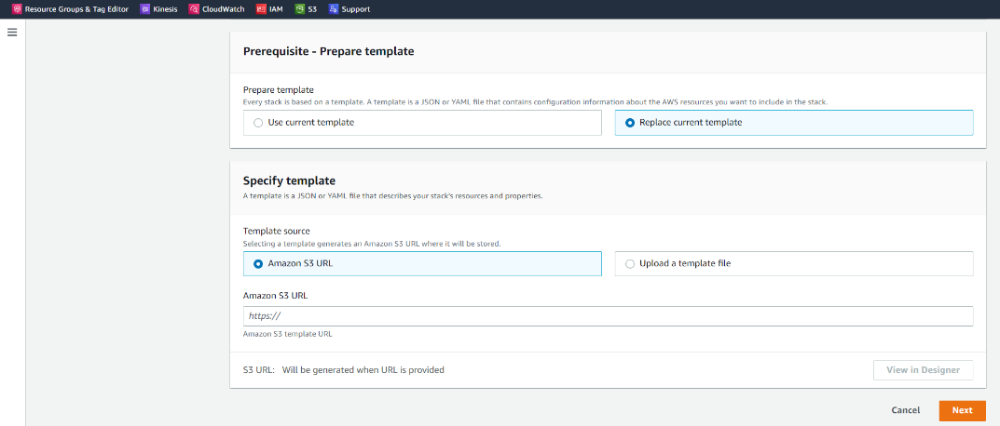 Resource Groups & Tag Editor Kinesis CloudWatch IAM S3 Support
Prerequisite - Prepare template
Prepare template
Every stack is based on a template. A template is a JSON or YAML file that contains configuration information about the AWS resources you want to include in the stack.
Use current template
Replace current template
Specify template
A template is a JSON or YAML file that describes your stack's resources and properties.
Template source
Selecting a template generates an Amazon S3 URL where it will be stored.
Amazon S3 URL
Upload a template file
Amazon S3 URL
https://
Amazon S3 template URL
S3 URL: Will be generated when URL is provided
View in Designer
Cancel
Next